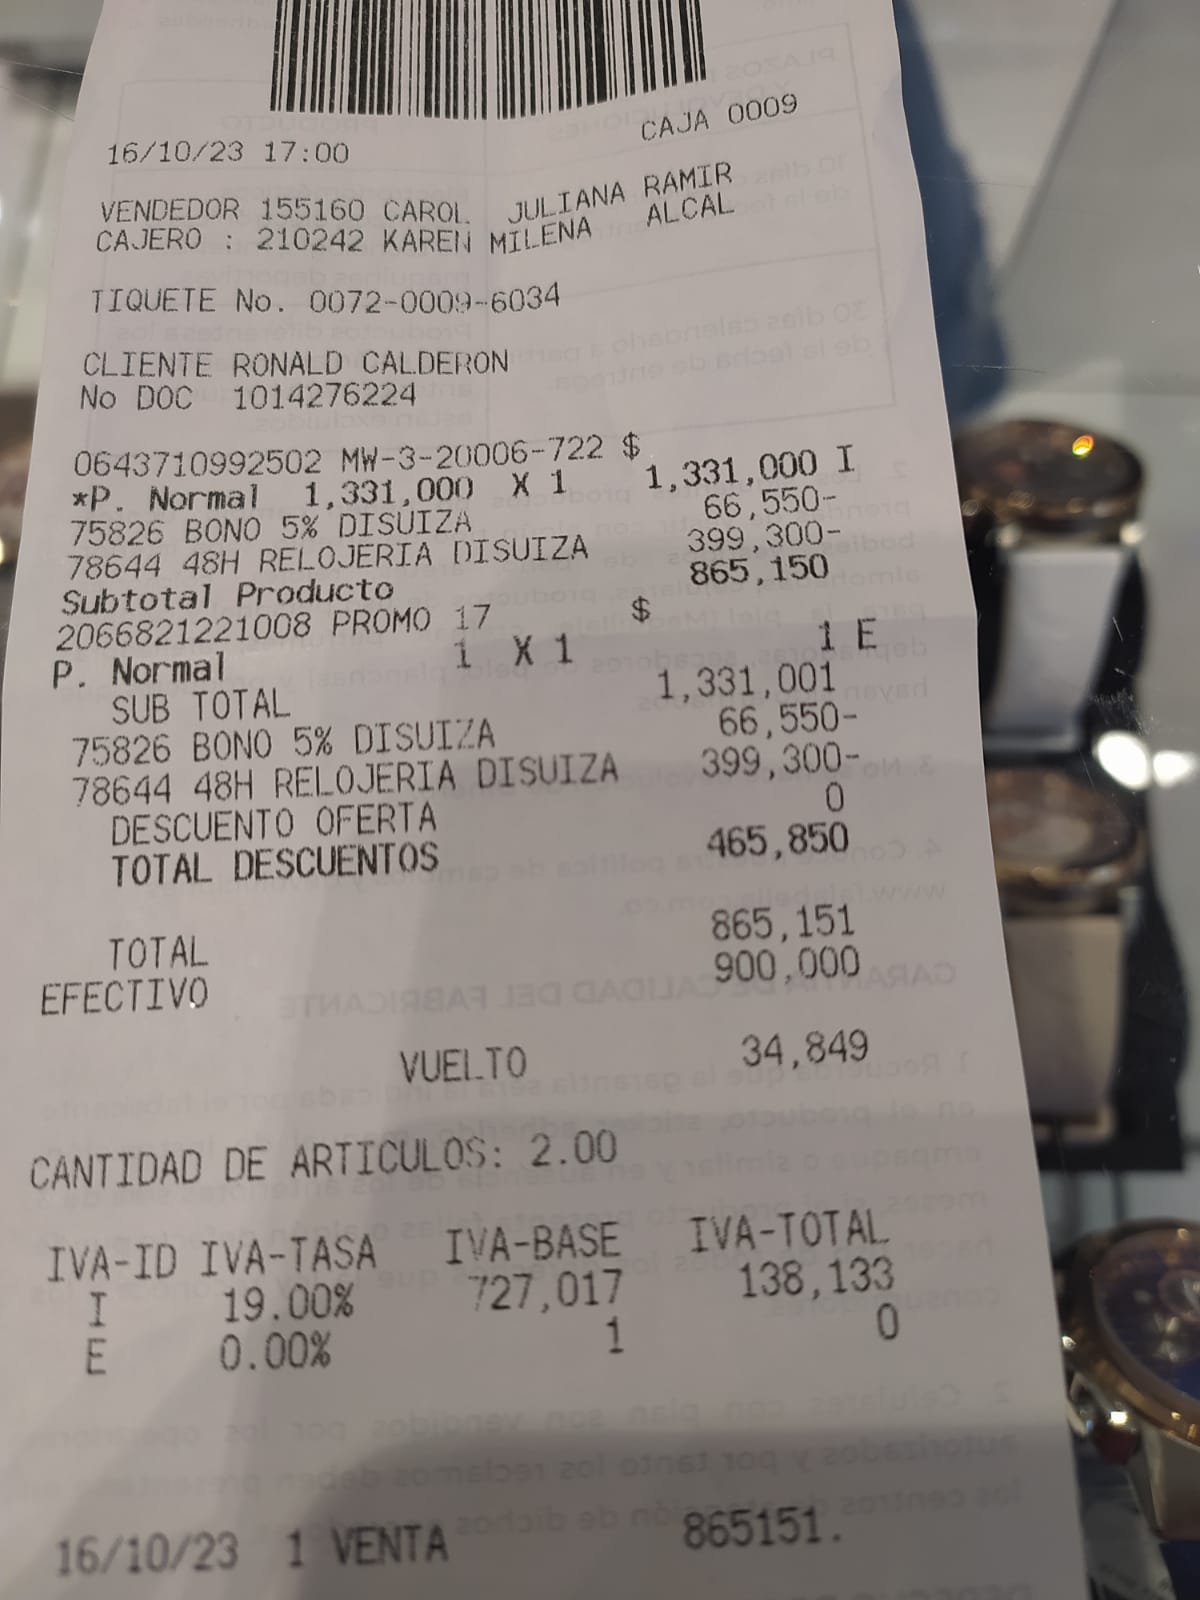 CAJA 0009
16/10/23 17:00
VENDEDOR 155160 CAROL JULIANA RAMIR
CAJERO : 210242 KAREN MILENA ALCAL
TIQUETE No. 0072-0009-6034
CLIENTE RONALD CALDERON
No DOC 1014276224
0643710992502 MW-3-20006-722 $
*P. Normal 1,331,000 X 1 1,331,000 I
75826 BONO 5% DISUIZA 66,550-
78644 48H RELOJERIA DISUIZA 399,300-
Subtotal Producto 865,150
2066821221008 PROMO 17 $
P. Normal 1 X 1 1 E
SUB TOTAL 1,331,001
75826 BONO 5% DISUIZA 66,550-
78644 48H RELOJERIA DISUIZA 399,300-
DESCUENTO OFERTA 0
TOTAL DESCUENTOS 465,850
TOTAL 865,151
EFECTIVO 900,000
VUELTO 34,849
CANTIDAD DE ARTICULOS: 2.00
IVA-ID IVA-TASA IVA-BASE IVA-TOTAL
I 19.00% 727,017 138,133
E 0.00% 1 0
16/10/23 1 VENTA 865151.